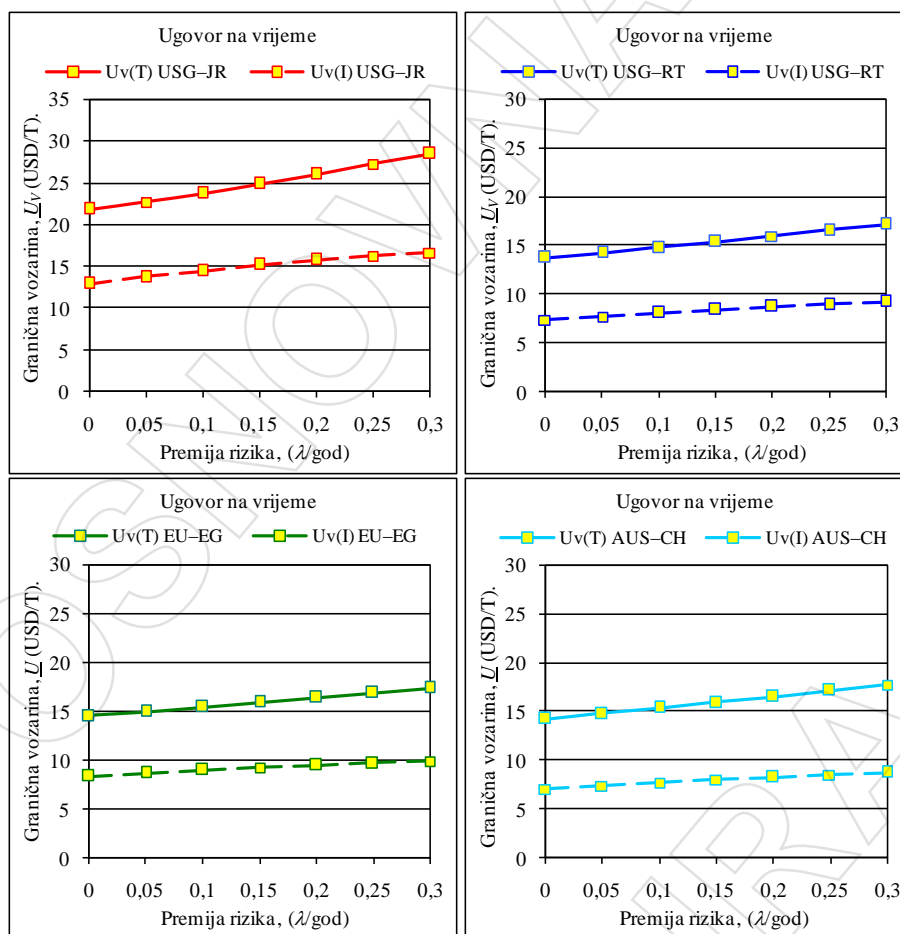 Ugovor na vrijeme
Uv(T) USG–JR Uv(I) USG–JR
Granična vozarina, U_V (USD/T).
35
30
25
20
15
10
5
0
0 0,05 0,1 0,15 0,2 0,25 0,3
Premija rizika, (λ/god)
Ugovor na vrijeme
Uv(T) USG–RT Uv(I) USG–RT
Granična vozarina, U_V (USD/T).
30
25
20
15
10
5
0
0 0,05 0,1 0,15 0,2 0,25 0,3
Premija rizika, (λ/god)
Ugovor na vrijeme
Uv(T) EU–EG Uv(I) EU–EG
Granična vozarina, U (USD/T).
30
25
20
15
10
5
0
0 0,05 0,1 0,15 0,2 0,25 0,3
Premija rizika, (λ/god)
Ugovor na vrijeme
Uv(T) AUS–CH Uv(I) AUS–CH
Granična vozarina, U (USD/T).
30
25
20
15
10
5
0
0 0,05 0,1 0,15 0,2 0,25 0,3
Premija rizika, (λ/god)
OSNOVNA